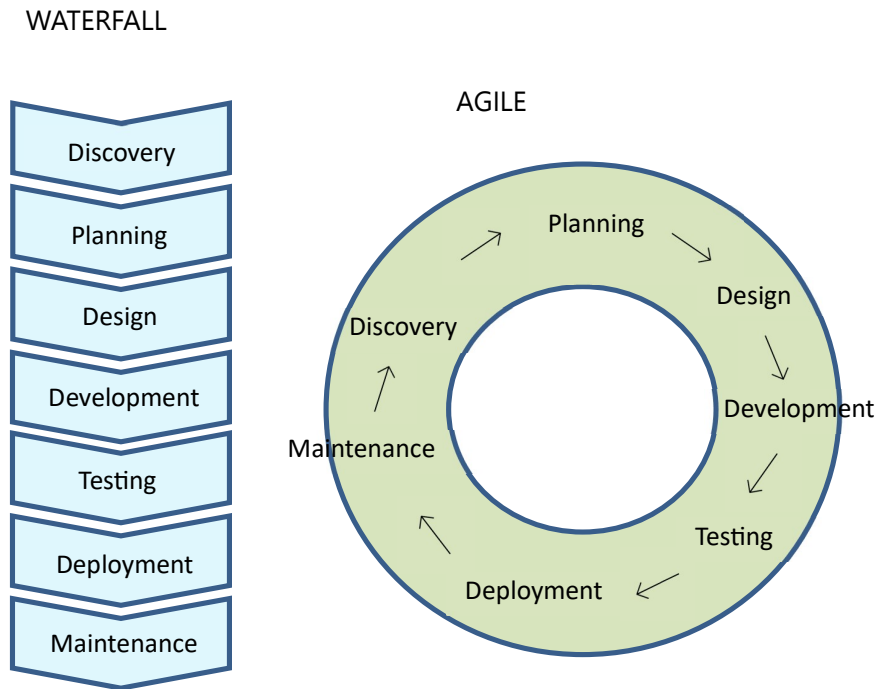 WATERFALL
Discovery
Planning
Design
Development
Testing
Deployment
Maintenance
AGILE
Planning
Design
Development
Testing
Deployment
Maintenance
Discovery